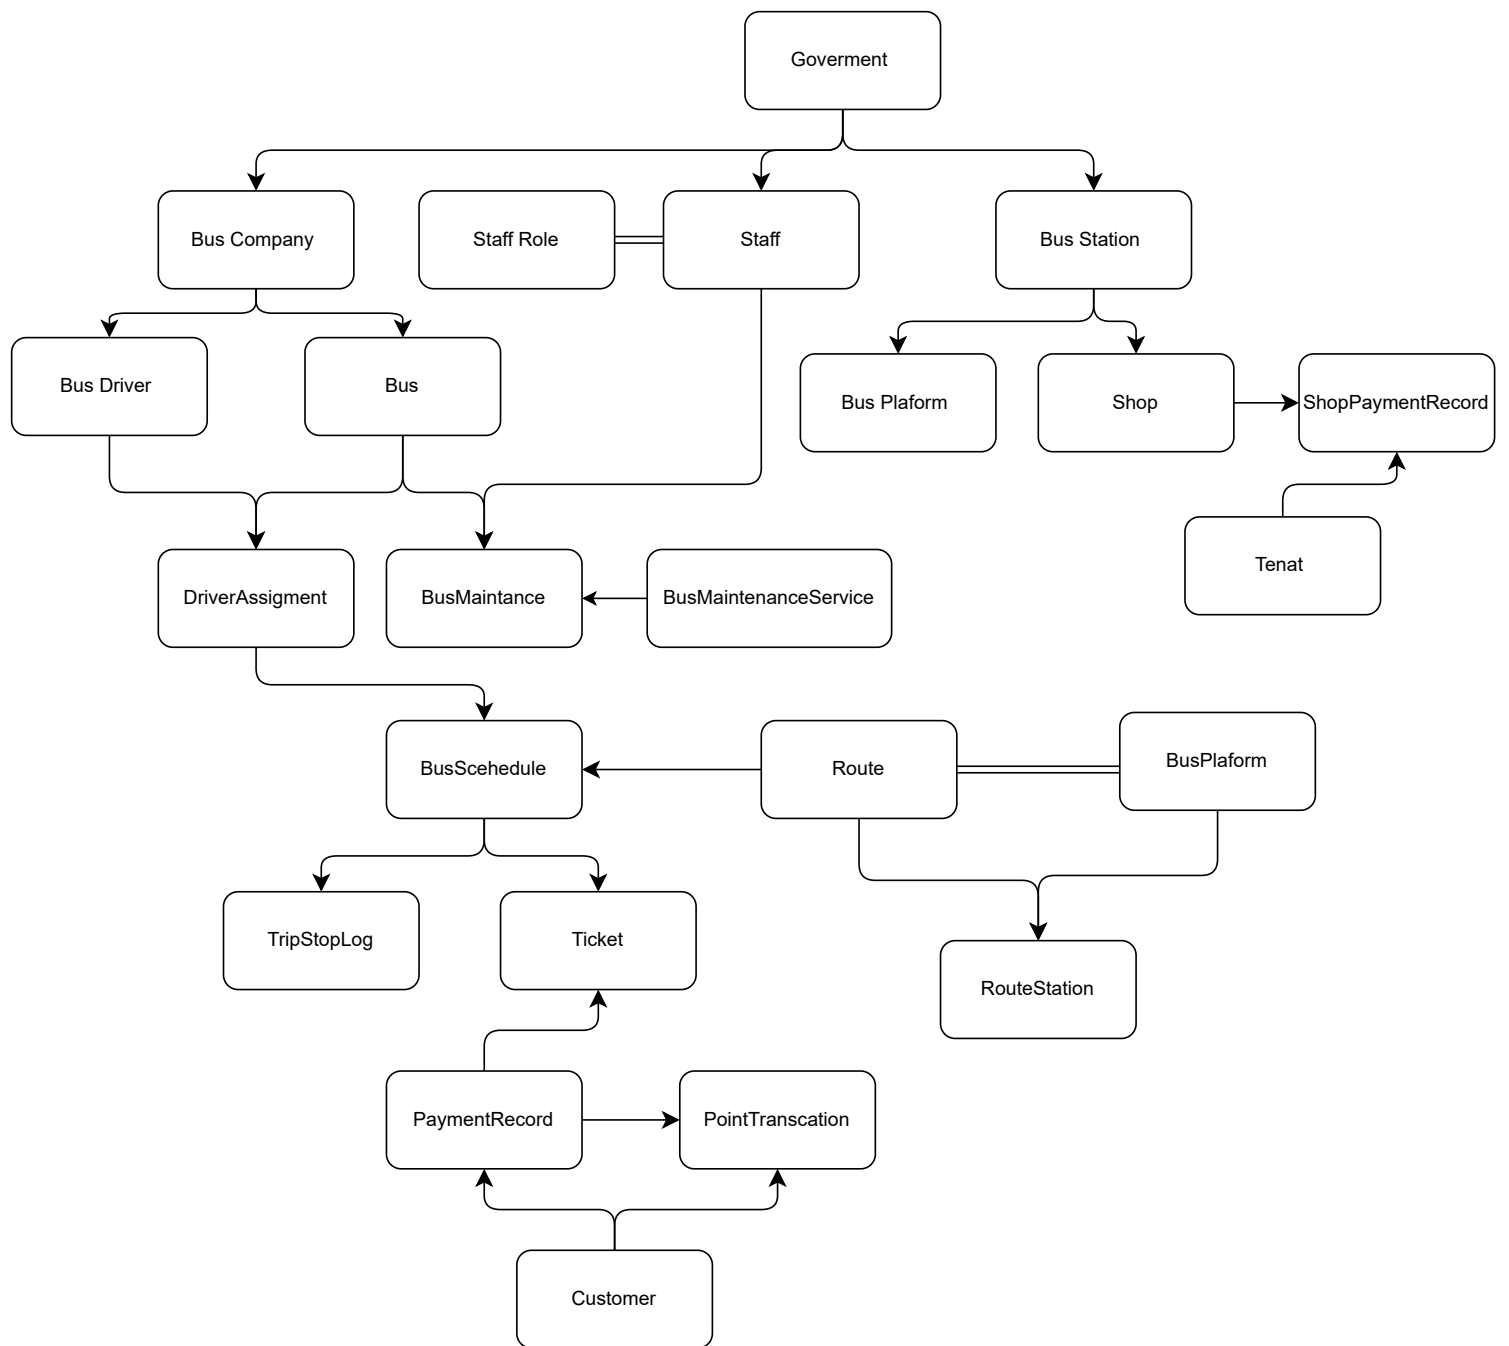 Goverment
Bus Company
Staff Role
Staff
Bus Station
Bus Driver
Bus
Bus Plaform
Shop
ShopPaymentRecord
Tenat
DriverAssigment
BusMaintance
BusMaintenanceService
BusScehedule
Route
BusPlaform
TripStopLog
Ticket
RouteStation
PaymentRecord
PointTranscation
Customer